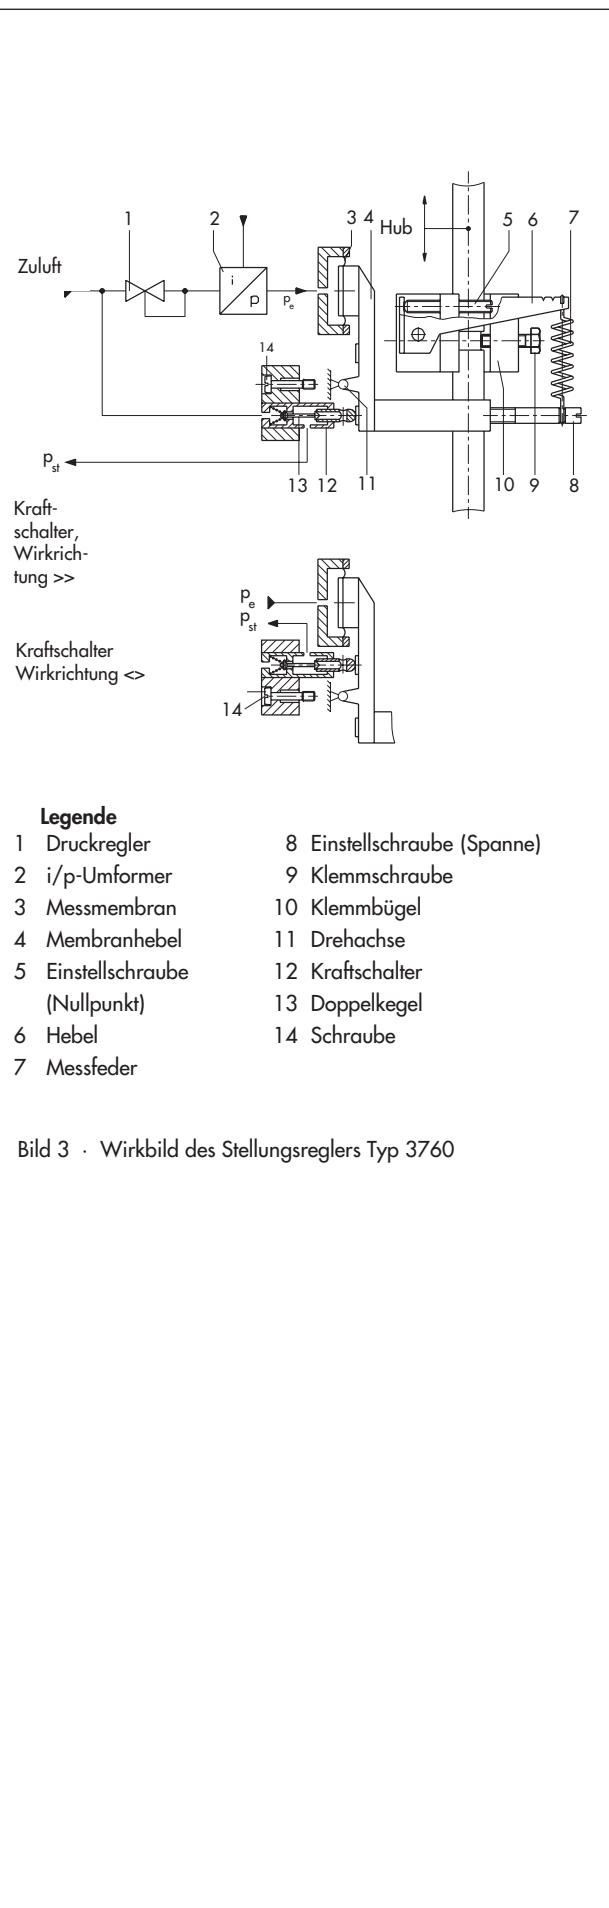 1
2
3 4
Hub
5 6 7
Zuluft
i
p
pe
14
pst
13 12 11 10 9 8
Kraft-
schalter,
Wirkrich-
tung >>
pe
pst
Kraftschalter
Wirkrichtung <>
14
Legende
1 Druckregler
2 i/p-Umformer
3 Messmembran
4 Membranhebel
5 Einstellschraube
(Nullpunkt)
6 Hebel
7 Messfeder
8 Einstellschraube (Spanne)
9 Klemmschraube
10 Klemmbügel
11 Drehachse
12 Kraftschalter
13 Doppelkegel
14 Schraube
Bild 3 · Wirkbild des Stellungsreglers Typ 3760